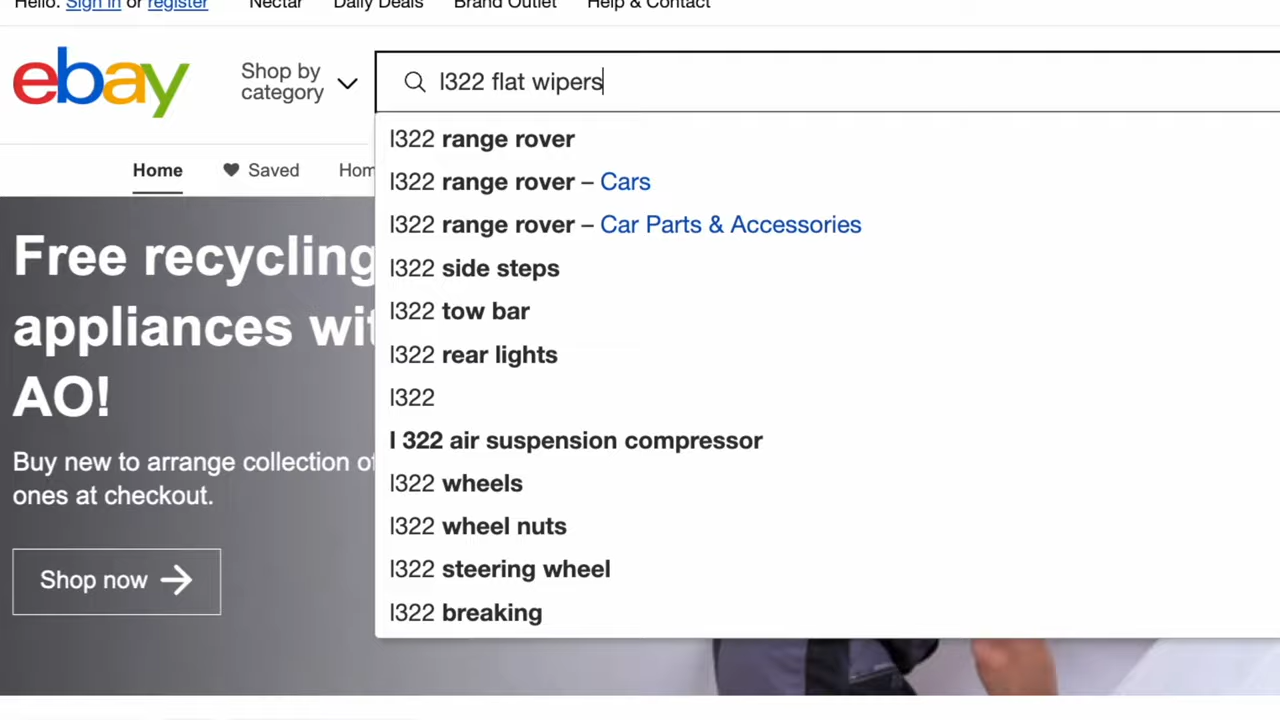 Hello. Sign in or register Nectar Daily Deals Brand Outlet Help & Contact
ebay
Shop by
category
l322 flat wipers
l322 range rover
l322 range rover – Cars
l322 range rover – Car Parts & Accessories
l322 side steps
l322 tow bar
l322 rear lights
l322
l 322 air suspension compressor
l322 wheels
l322 wheel nuts
l322 steering wheel
l322 breaking
Home Saved Hom
Free recycling
appliances wit
AO!
Buy new to arrange collection of
ones at checkout.
Shop now